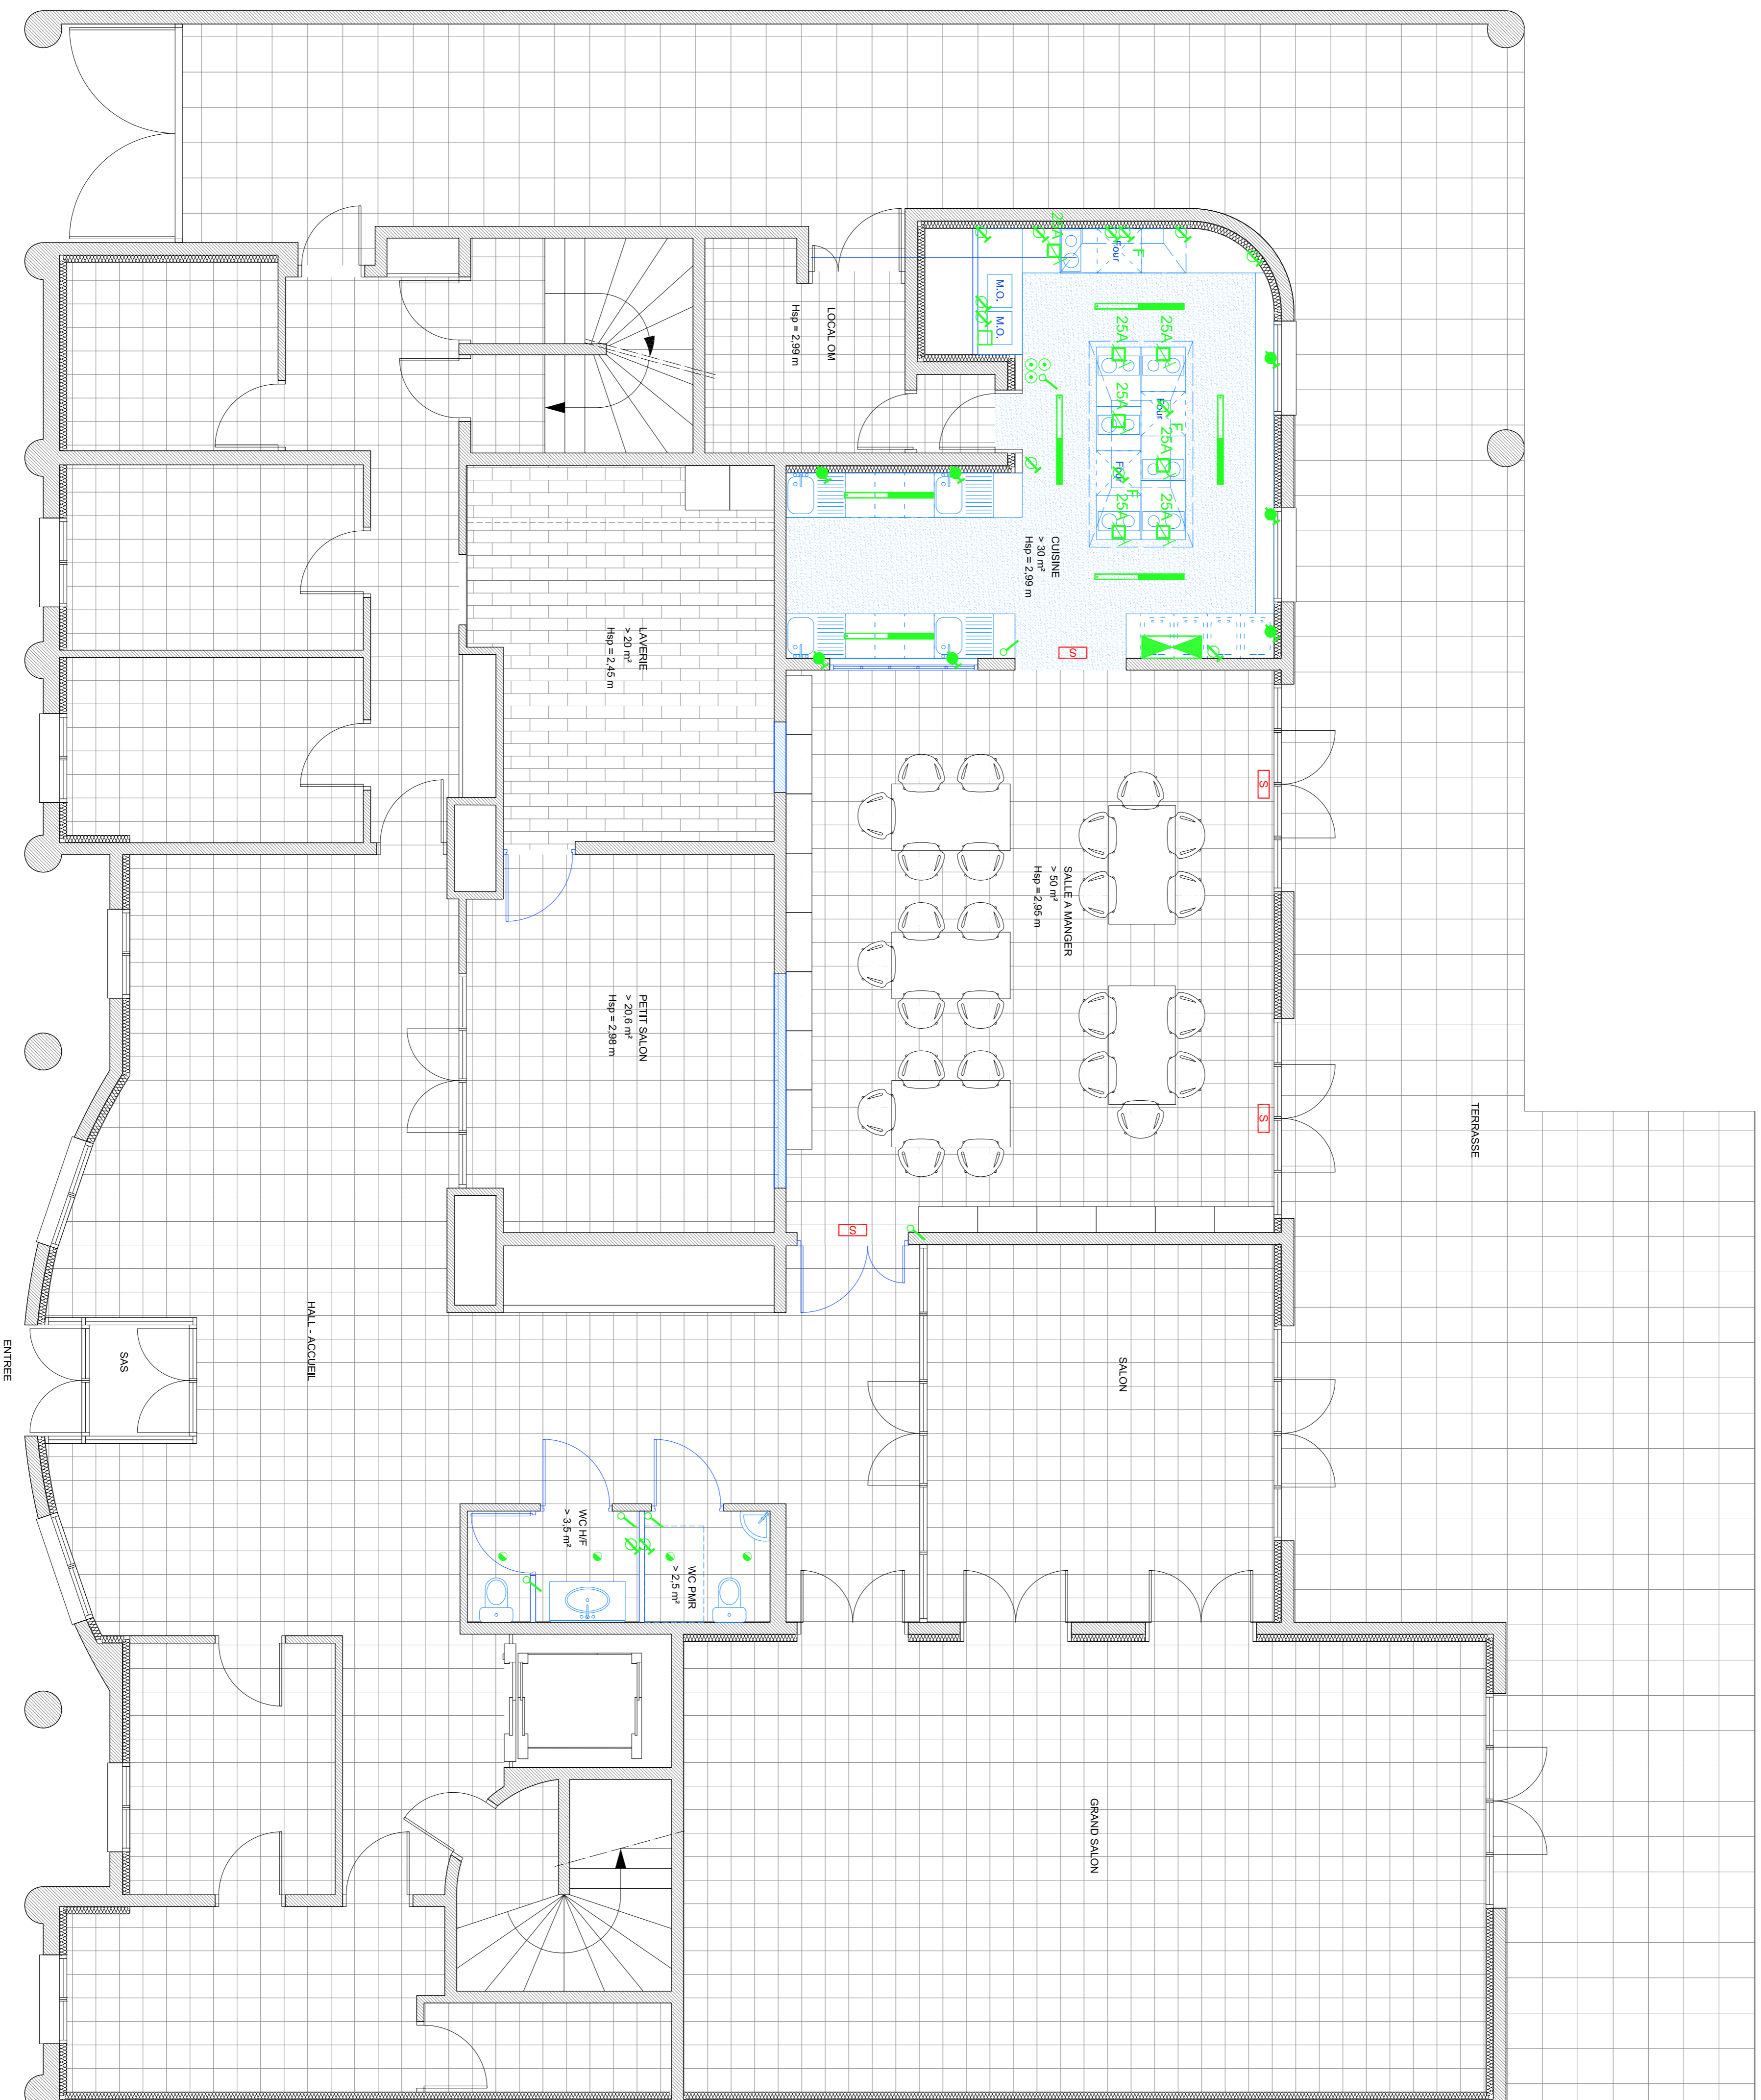 25A
Four
F
M.O.
M.O.
LOCAL OM
Hsp = 2,99 m
25A
25A
25A
Four
F
25A
Four
F
25A
25A
CUISINE
> 30 m²
Hsp = 2,99 m
LAVERIE
> 20 m²
Hsp = 2,45 m
S
S
SALLE A MANGER
> 50 m²
Hsp = 2,95 m
PETIT SALON
> 20,6 m²
Hsp = 2,98 m
S
TERRASSE
S
HALL - ACCUEIL
SAS
ENTREE
SALON
WC H/F
> 3,5 m²
WC PMR
> 2,5 m²
GRAND SALON